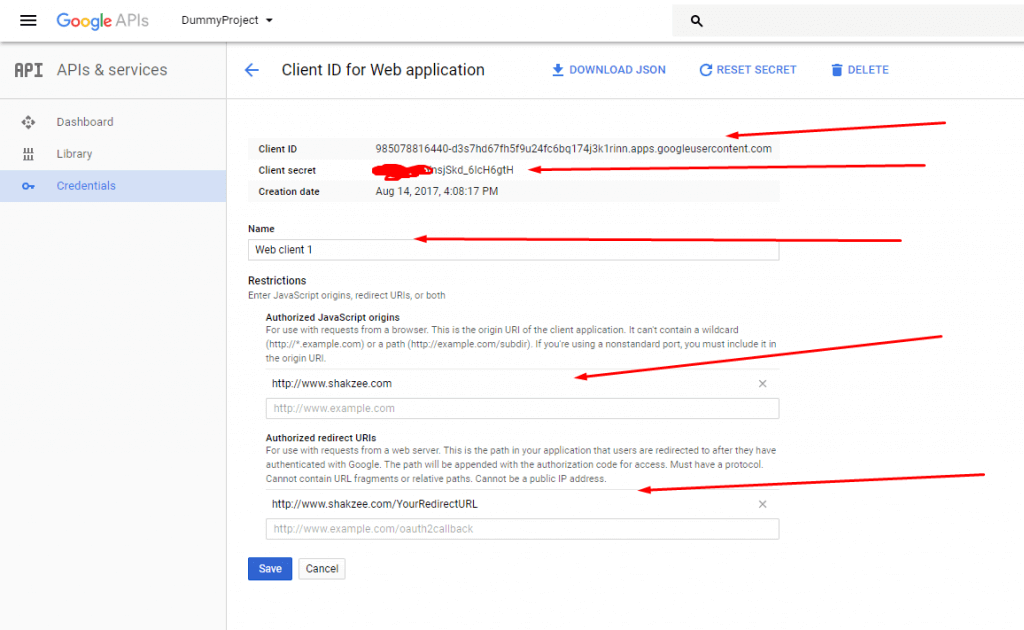 Google APIs
DummyProject
API APIs & services
Client ID for Web application
DOWNLOAD JSON
RESET SECRET
DELETE
Dashboard
Library
Credentials
Client ID 985078816440-d3s7hd67fh5f9u24fc6bq174j3k1rinn.apps.googleusercontent.com
Client secret
Creation date Aug 14, 2017, 4:08:17 PM
Name
Web client 1
Restrictions
Enter JavaScript origins, redirect URIs, or both
Authorized JavaScript origins
For use with requests from a browser. This is the origin URI of the client application. It can't contain a wildcard
(http://*.example.com) or a path (http://example.com/subdir). If you're using a nonstandard port, you must include it in
the origin URI.
http://www.shakzee.com
http://www.example.com
Authorized redirect URIs
For use with requests from a web server. This is the path in your application that users are redirected to after they have
authenticated with Google. The path will be appended with the authorization code for access. Must have a protocol.
Cannot contain URL fragments or relative paths. Cannot be a public IP address.
http://www.shakzee.com/YourRedirectURL
http://www.example.com/oauth2callback
Save
Cancel